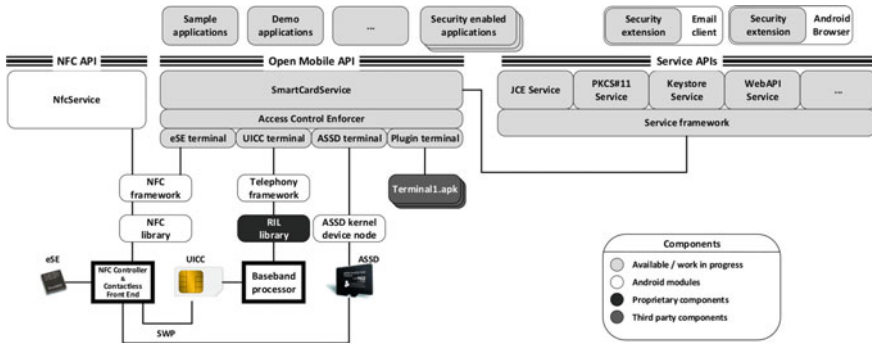 Sample
applications
Demo
applications
...
Security enabled
applications
Security
extension
Email
client
Security
extension
Android
Browser
NFC API
Open Mobile API
Service APIs
NfcService
SmartCardService
JCE Service
PKCS#11
Service
Keystore
Service
WebAPI
Service
...
Access Control Enforcer
Service framework
eSE terminal
UICC terminal
ASSD terminal
Plugin terminal
NFC
framework
Telephony
framework
Terminal1.apk
NFC
library
RIL
library
ASSD kernel
device node
eSE
NFC Controller
&
Contactless
Front End
UICC
Baseband
processor
ASSD
SWP
Components
Available / work in progress
Android modules
Proprietary components
Third party components